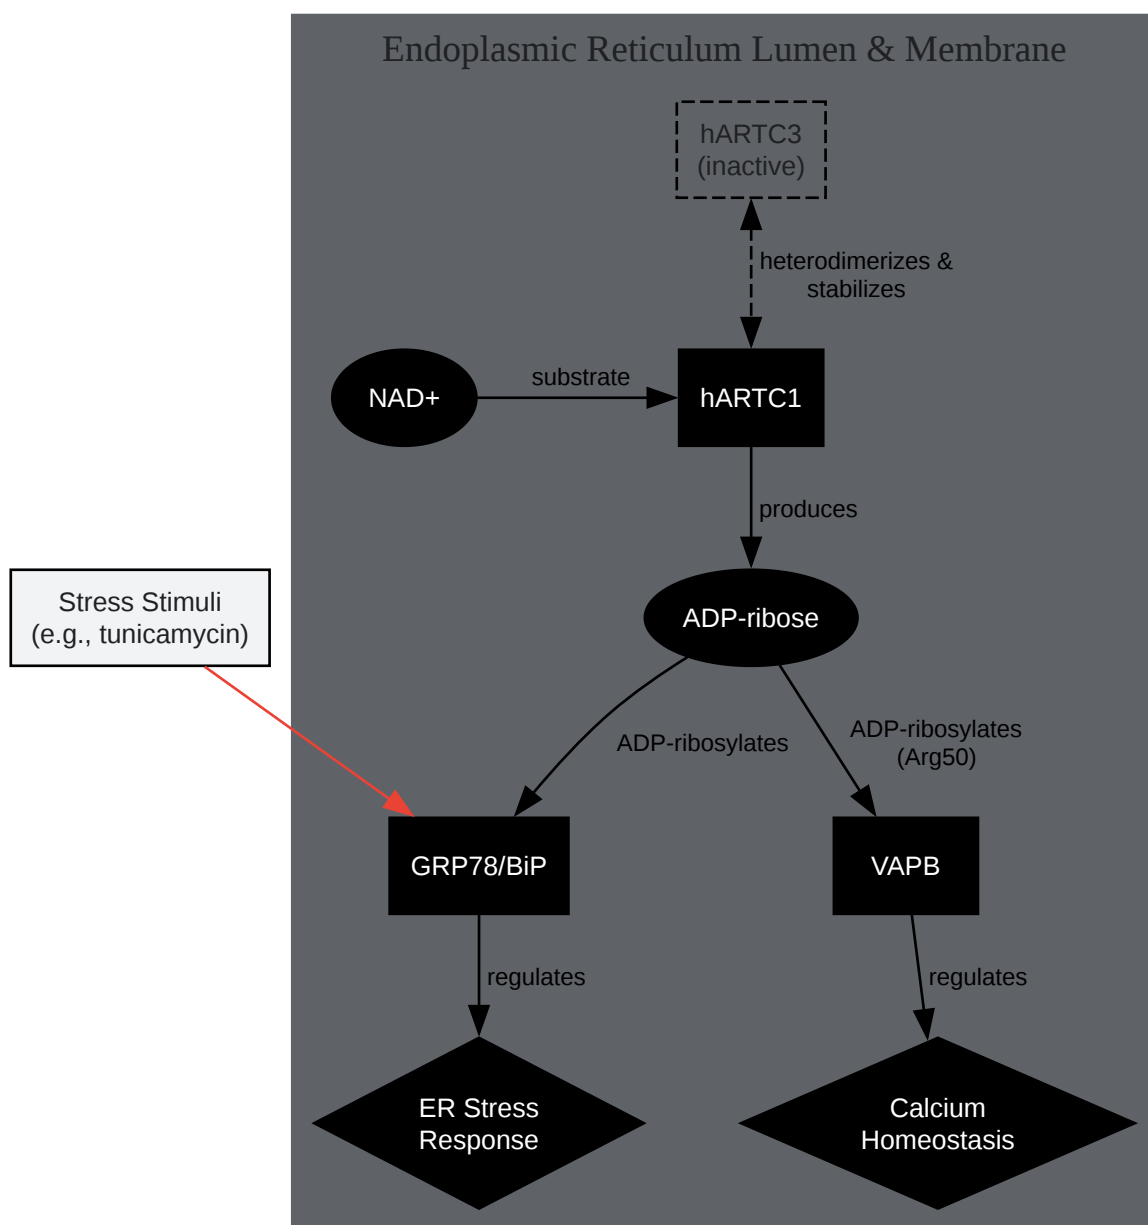 Endoplasmic Reticulum Lumen & Membrane
hARTC3
(inactive)
heterodimerizes &
stabilizes
NAD+
substrate
hARTC1
produces
Stress Stimuli
(e.g., tunicamycin)
ADP-ribose
ADP-ribosylates
ADP-ribosylates
(Arg50)
GRP78/BiP
VAPB
regulates
regulates
ER Stress
Response
Calcium
Homeostasis